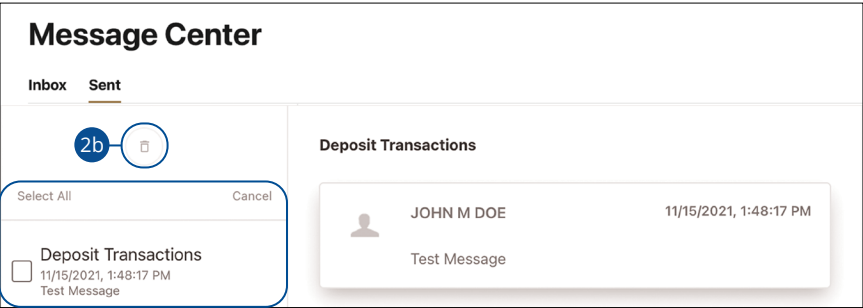 Message Center
Inbox Sent
2b
Select All Cancel
Deposit Transactions
11/15/2021, 1:48:17 PM
Test Message
Deposit Transactions
JOHN M DOE 11/15/2021, 1:48:17 PM
Test Message